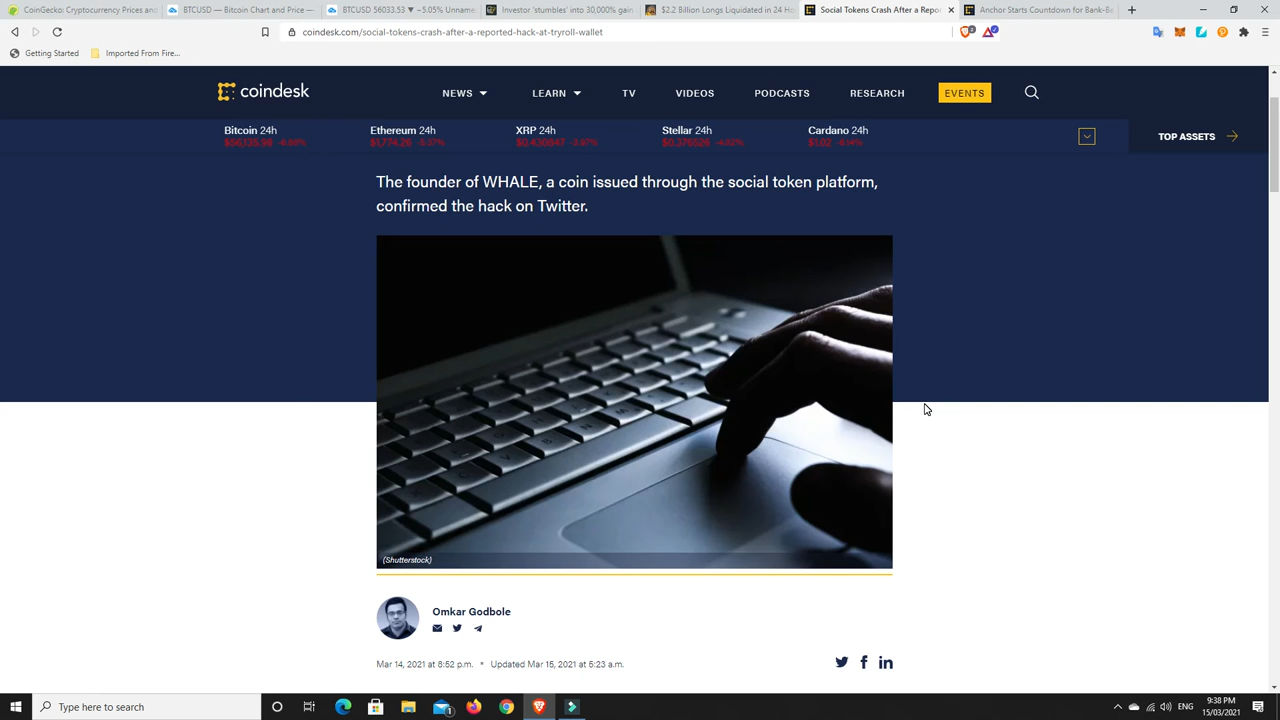 CoinGecko: Cryptocurrency Prices and
BTCUSD — Bitcoin Chart and Price —
BTCUSD 56033.53 ▼ −5.05% Unname
Investor 'stumbles' into 30,000% gain
$2.2 Billion Longs Liquidated in 24 Ho
Social Tokens Crash After a Repor
Anchor Starts Countdown for Bank-Be
coindesk.com/social-tokens-crash-after-a-reported-hack-at-tryroll-wallet
Getting Started
Imported From Fire...
coindesk
NEWS
LEARN
TV
VIDEOS
PODCASTS
RESEARCH
EVENTS
Bitcoin 24h
Ethereum 24h
XRP 24h
Stellar 24h
Cardano 24h
TOP ASSETS
The founder of WHALE, a coin issued through the social token platform,
confirmed the hack on Twitter.
(Shutterstock)
Omkar Godbole
Mar 14, 2021 at 8:52 p.m. • Updated Mar 15, 2021 at 5:23 a.m.
Type here to search
ENG
9:38 PM
15/03/2021